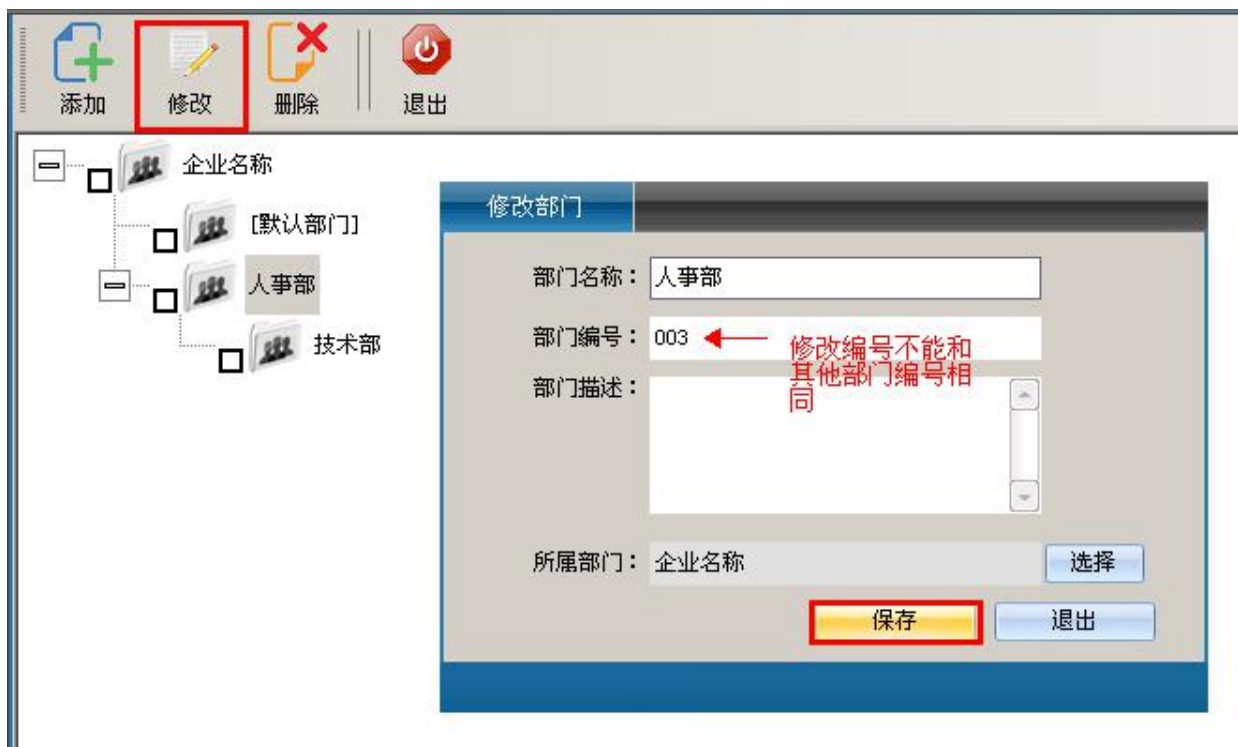 添加 修改 删除 退出
企业名称
[默认部门]
人事部
技术部
修改部门
部门名称： 人事部
部门编号： 003
修改编号不能和
其他部门编号相
同
部门描述：
所属部门： 企业名称 选择
保存 退出